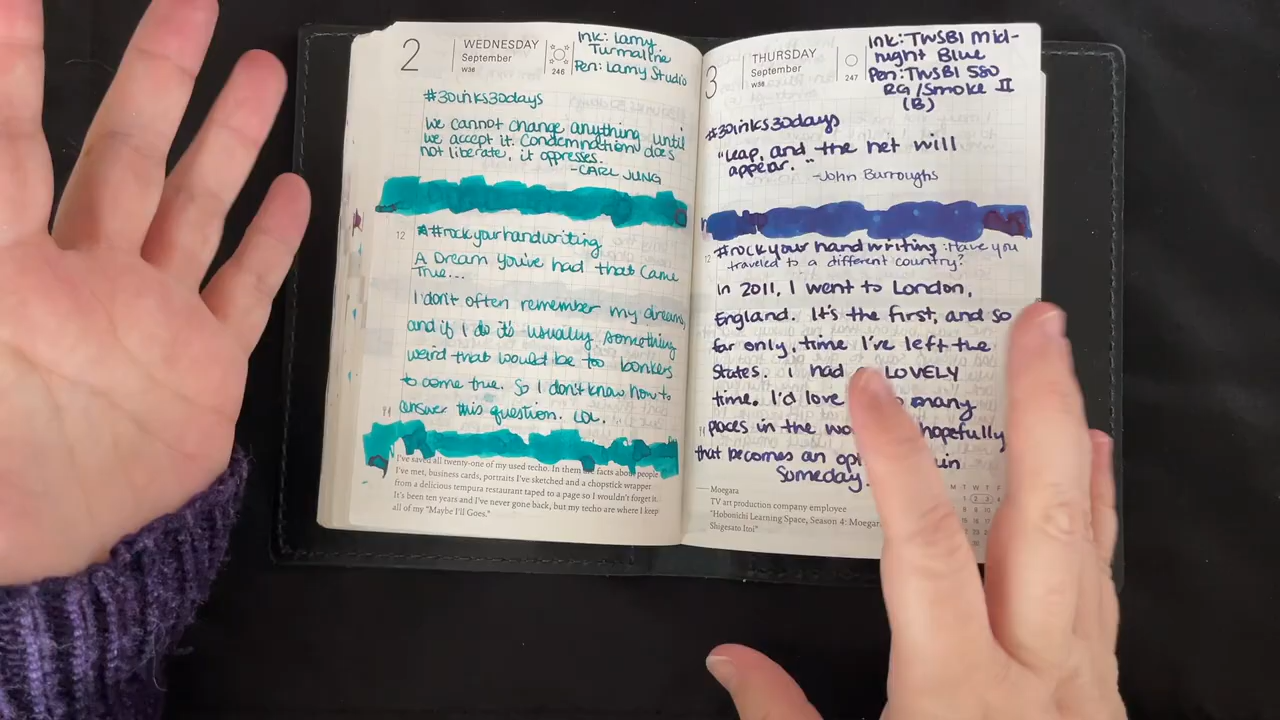 2
WEDNESDAY
September
W36
246
Ink: Lamy
Turmaline
Pen: Lamy Studio
#30inks30days
We cannot change anything until
we accept it. Condemnation does
not liberate, it oppresses.
-CARL JUNG
12
#rockyourhandwriting
A Dream you've had that Came
True...
I don't often remember my dreams,
and if I do it's usually something
weird that would be too bonkers
to come true. So I don't know how to
answer this question. LOL.
I've saved all twenty-one of my used techo. In them are facts about people
I've met, business cards, portraits I've sketched and a chopstick wrapper
from a delicious tempura restaurant taped to a page so I wouldn't forget it.
It's been ten years and I've never gone back, but my techo are where I keep
all of my "Maybe I'll Goes."
3
THURSDAY
September
W36
247
Ink: TWSBI Mid-
night Blue
Pen: TWSBI 580
RG/Smoke II
(B)
#30inks30days
"Leap, and the net will
appear."
-John Burroughs
12
#rockyourhandwriting: Have you
traveled to a different country?
In 2011, I went to London,
England. It's the first, and so
far only, time I've left the
States. I had LOVELY
time. I'd love many
places in the hopefully
that becomes an
Someday
Moegara
TV art production company employee
"Hobonichi Learning Space, Season 4: Moegara
Shigesato Itoi"
M T W T F